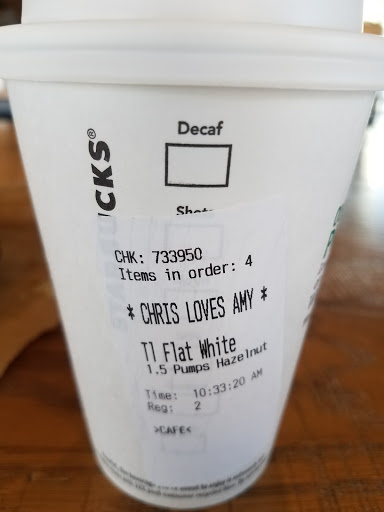 Decaf
CKS®
CHK: 733950
Items in order: 4
* CHRIS LOVES AMY *
Tl Flat White
1.5 Pumps Hazelnut
Time: 10:33:20 AM
Reg: 2
>CAFE<